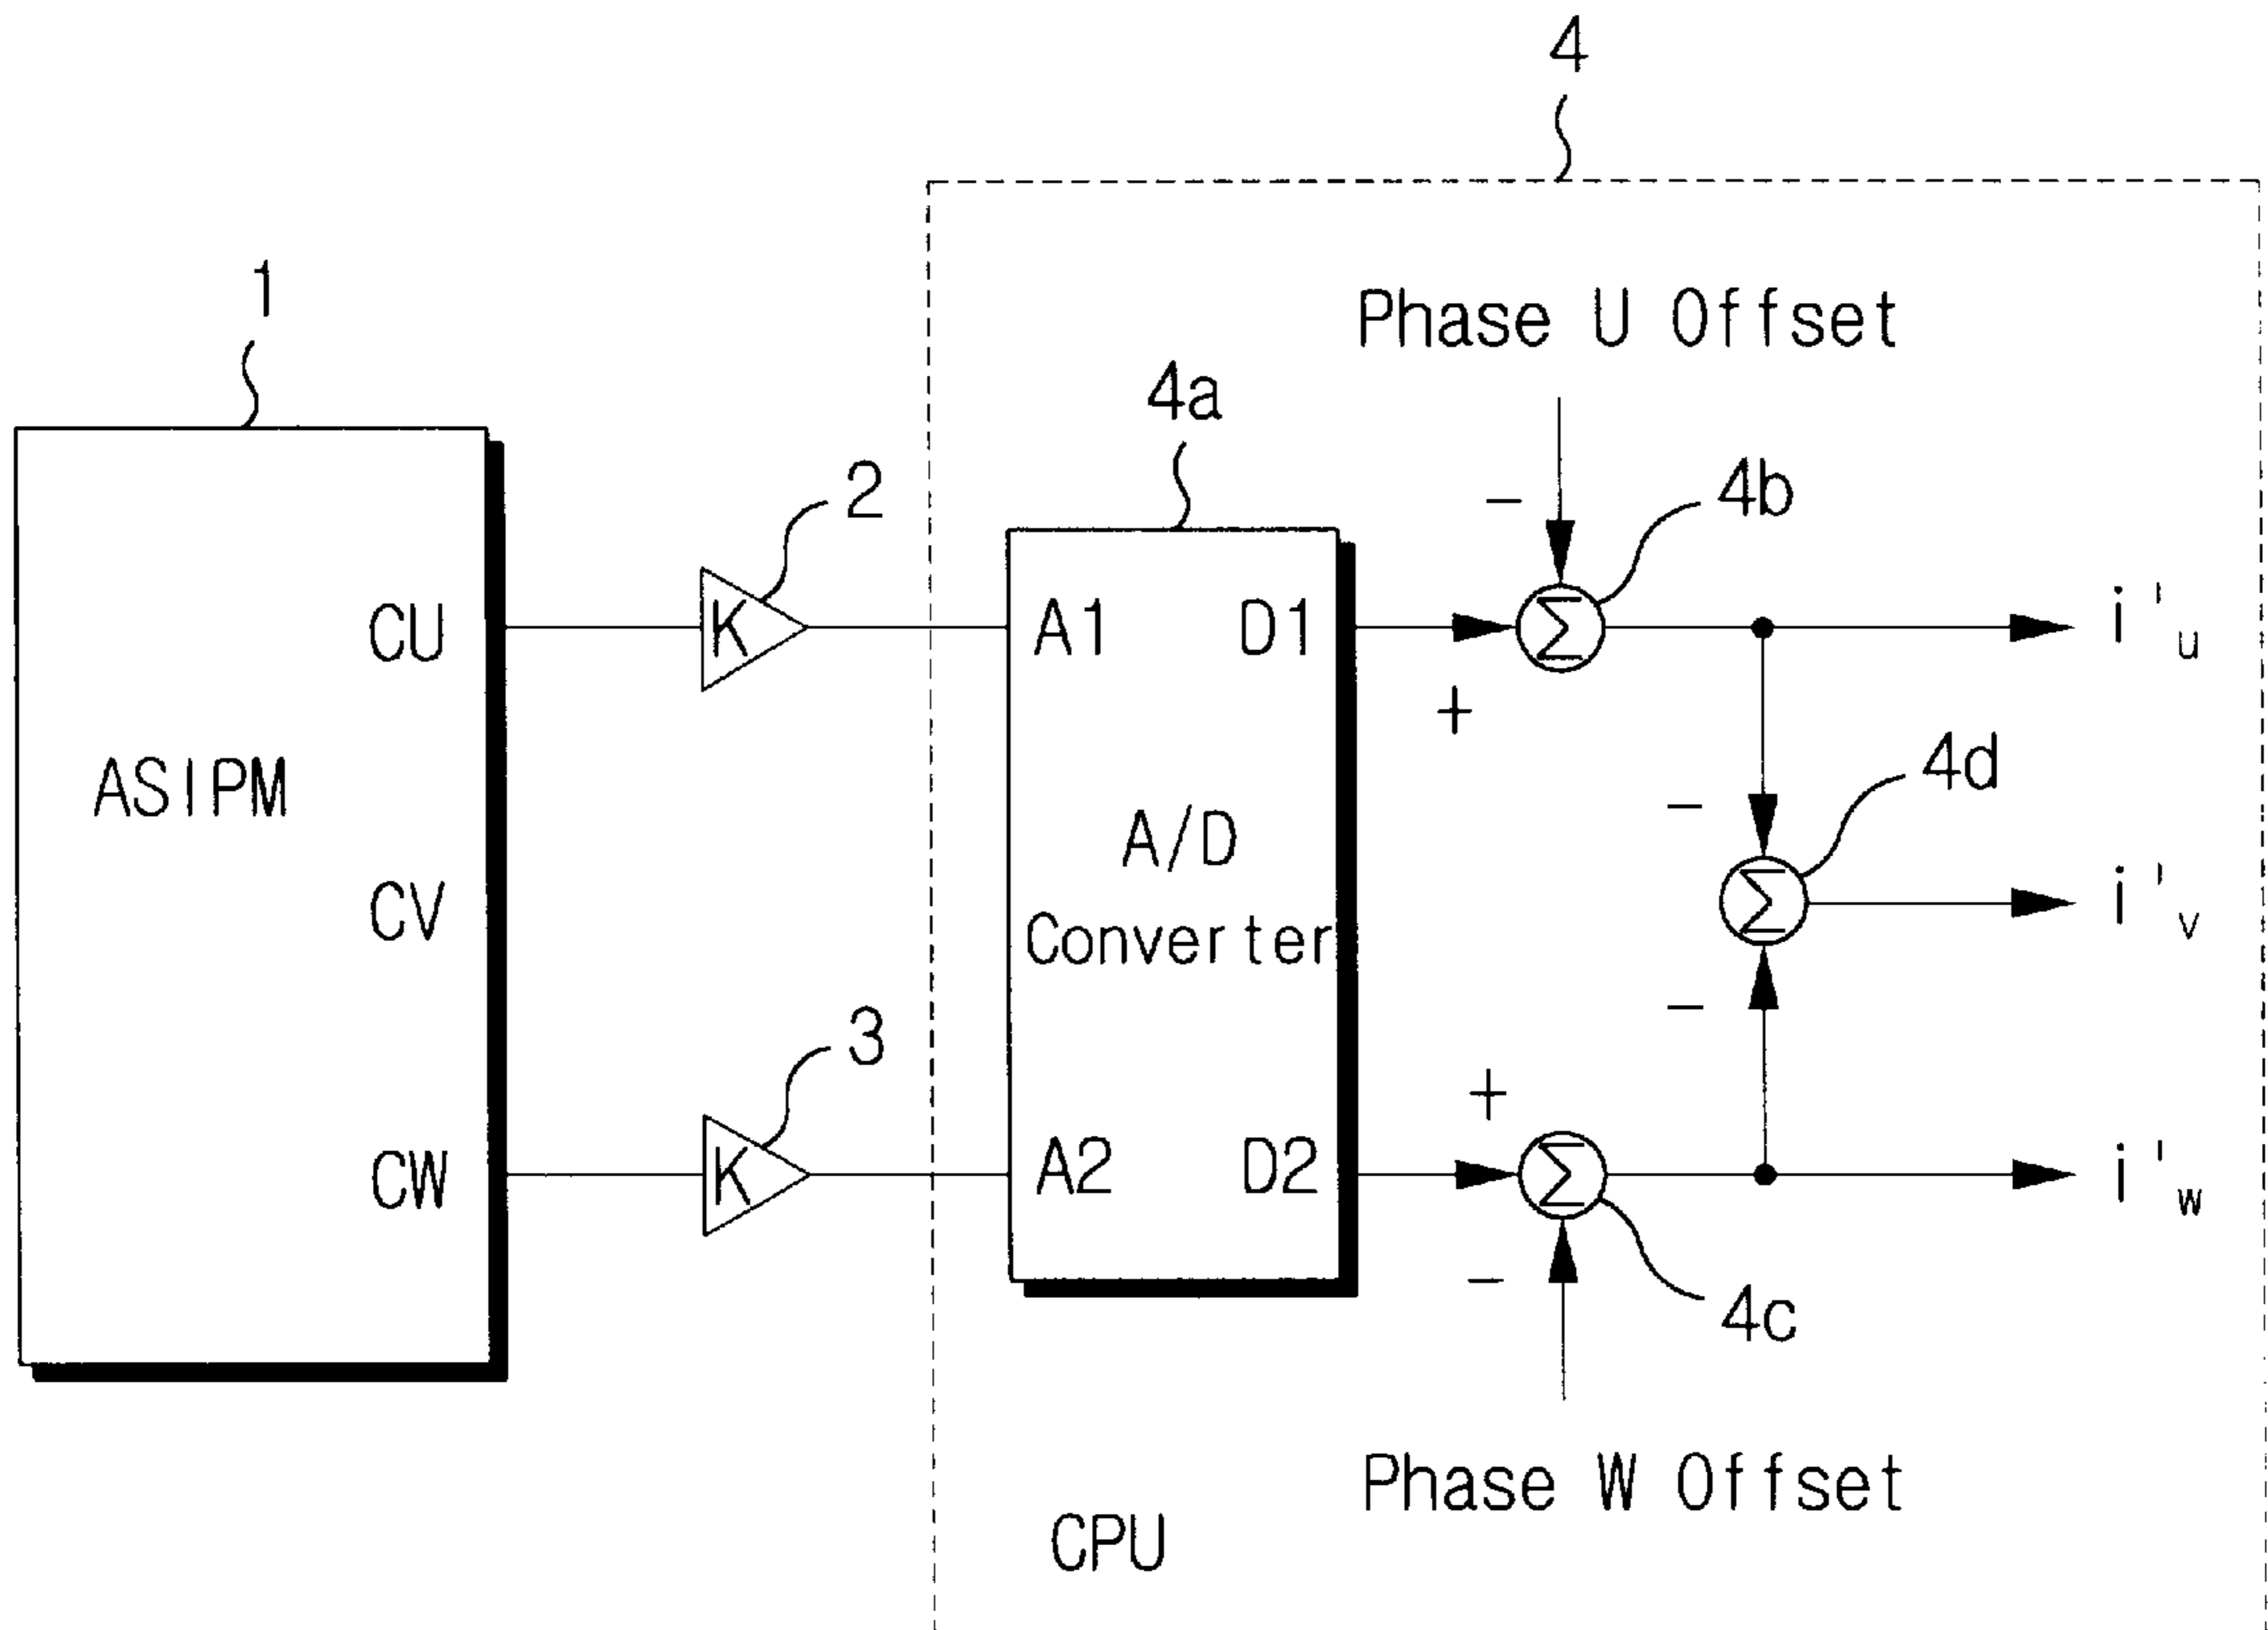 4
1
Phase U Offset
4a
2
-
4b
CU
K
A1
D1
Σ
i'u
+
ASIPM
4d
-
A/D
Converter
CV
Σ
i'v
3
-
+
CW
K
A2
D2
Σ
i'w
-
4c
Phase W Offset
CPU